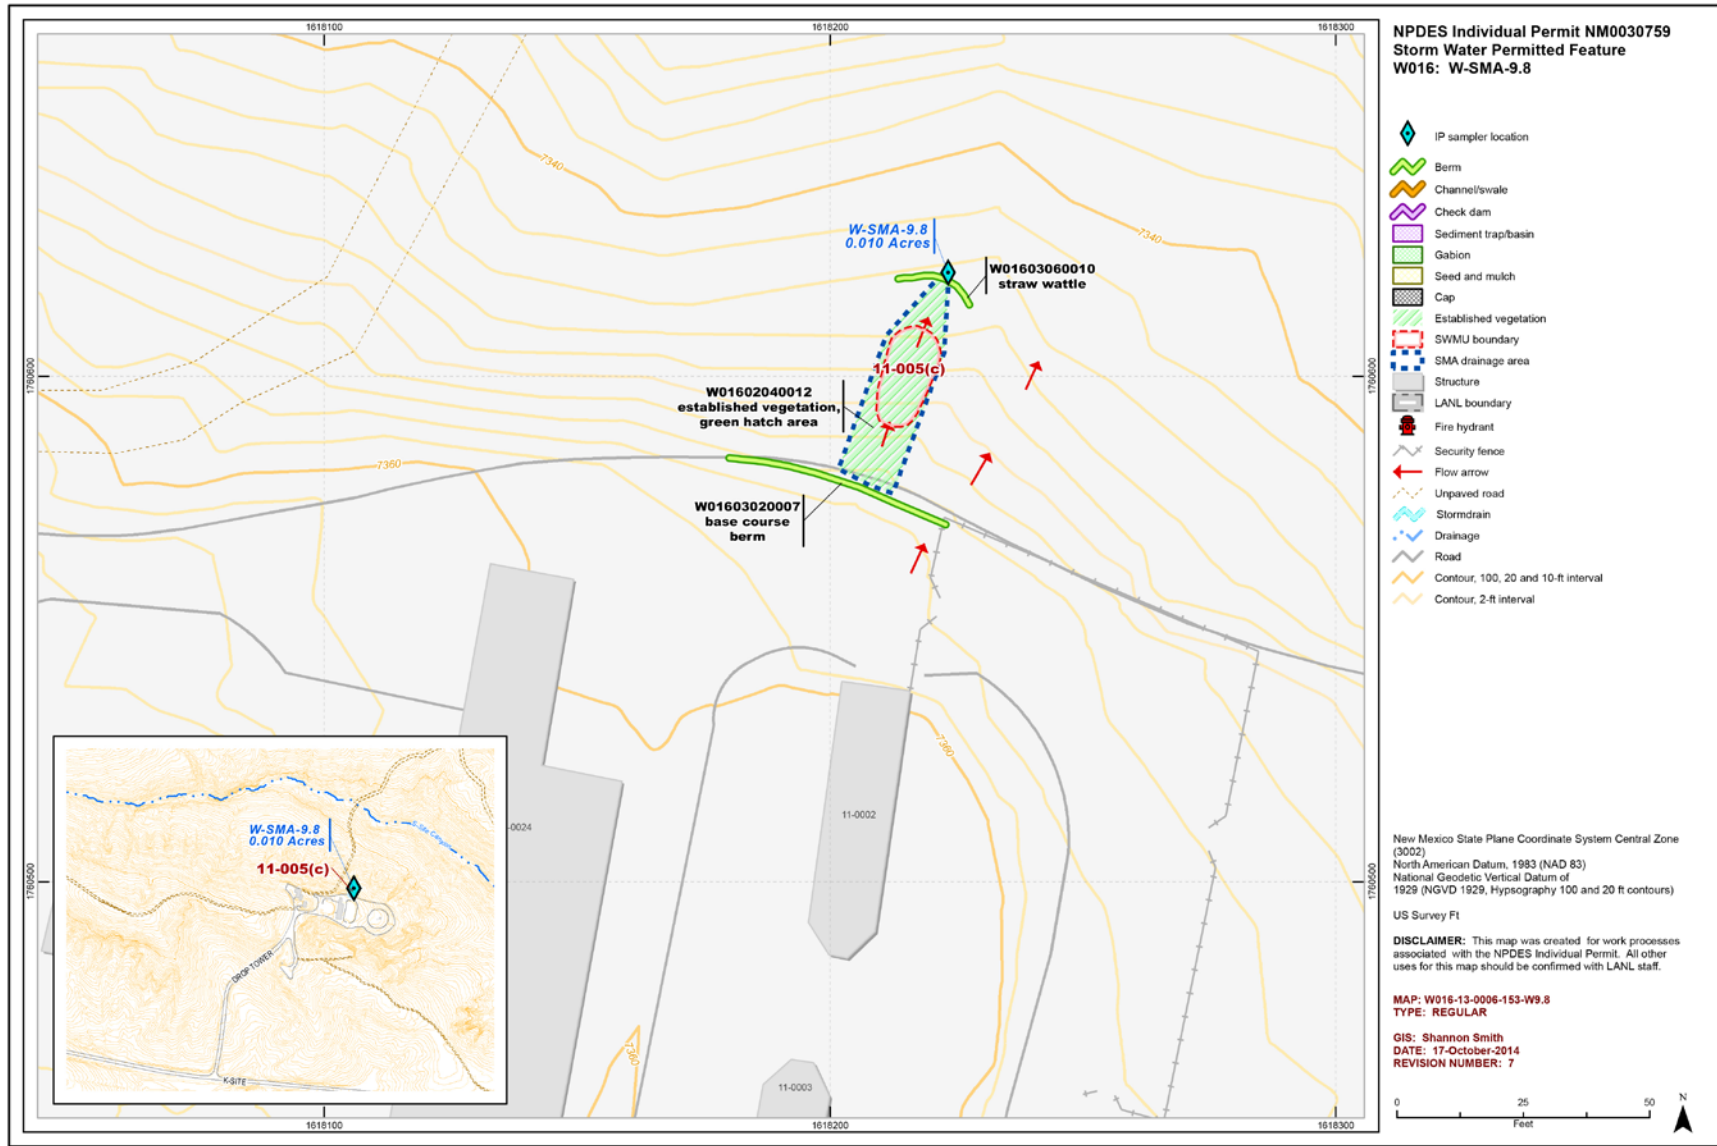 1618100
1618200
1618300
NPDES Individual Permit NM0030759
Storm Water Permitted Feature
W016: W-SMA-9.8
IP sampler location
Berm
Channel/swale
Check dam
Sediment trap/basin
Gabion
Seed and mulch
Cap
Established vegetation
SWMU boundary
SMA drainage area
Structure
LANL boundary
Fire hydrant
Security fence
Flow arrow
Unpaved road
Stormdrain
Drainage
Road
Contour, 100, 20 and 10-ft interval
Contour, 2-ft interval
7340
7340
W-SMA-9.8
0.010 Acres
W01603060010
straw wattle
1760600
1760600
11-005(c)
W01602040012
established vegetation,
green hatch area
7360
W01603020007
base course
berm
7360
11-0002
-0024
W-SMA-9.8
0.010 Acres
11-005(c)
DROP TOWER
K-SITE
1760500
1760500
7360
11-0003
1618100
1618200
1618300
New Mexico State Plane Coordinate System Central Zone
(3002)
North American Datum, 1983 (NAD 83)
National Geodetic Vertical Datum of
1929 (NGVD 1929, Hypsography 100 and 20 ft contours)
US Survey Ft
DISCLAIMER: This map was created for work processes
associated with the NPDES Individual Permit. All other
uses for this map should be confirmed with LANL staff.
MAP: W016-13-0006-153-W9.8
TYPE: REGULAR
GIS: Shannon Smith
DATE: 17-October-2014
REVISION NUMBER: 7
0 25 50
Feet
N